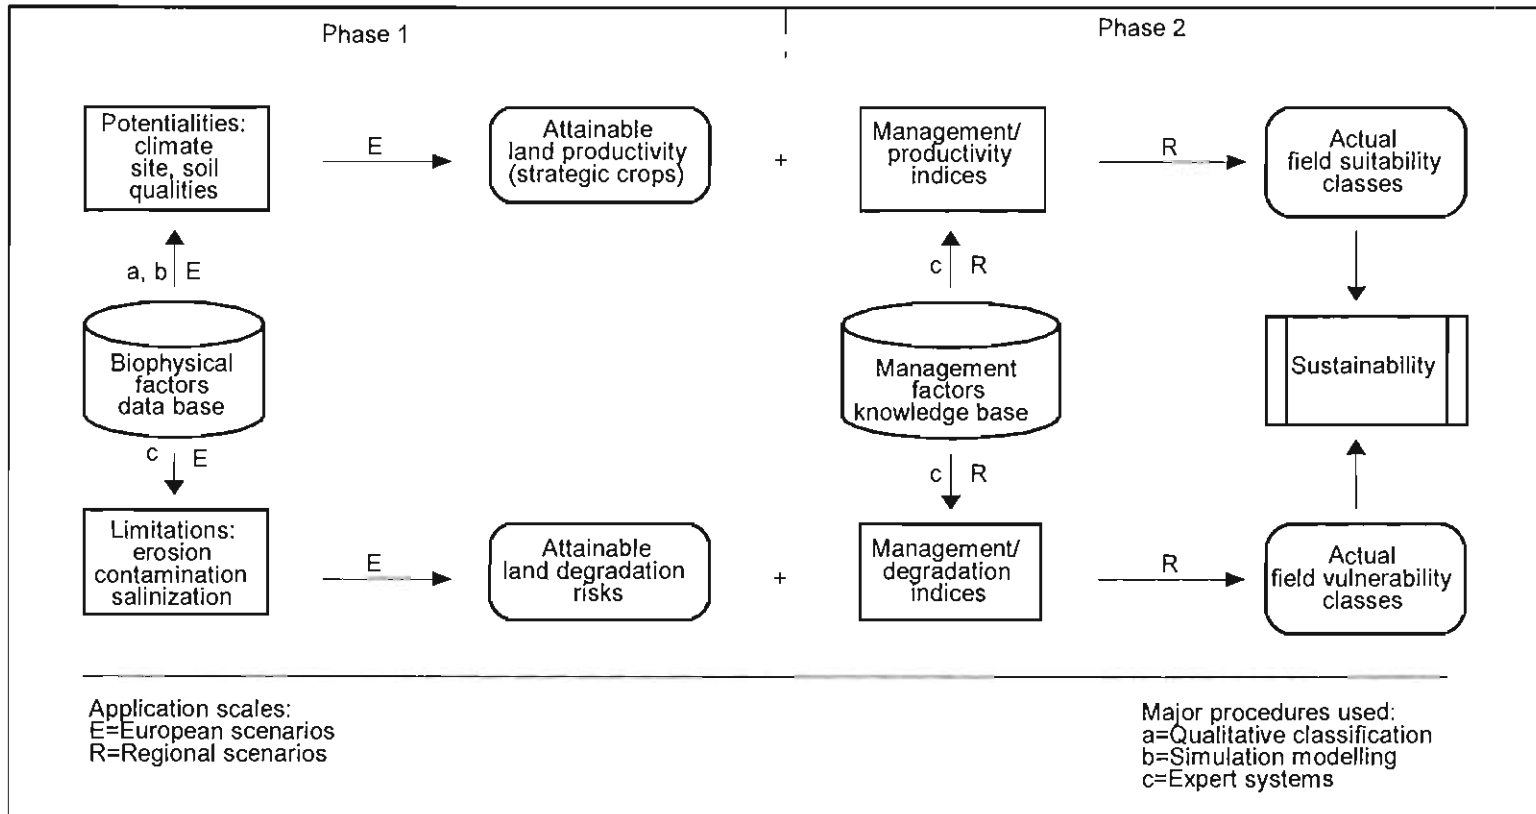 Phase 1
Phase 2
Potentialities:
climate
site, soil
qualities
E
Attainable
land productivity
(strategic crops)
+
Management/
productivity
indices
R
Actual
field suitability
classes
a, b
E
c
R
Biophysical
factors
data base
Management
factors
knowledge base
Sustainability
c
E
c
R
Limitations:
erosion
contamination
salinization
E
Attainable
land degradation
risks
+
Management/
degradation
indices
R
Actual
field vulnerability
classes
Application scales:
E=European scenarios
R=Regional scenarios
Major procedures used:
a=Qualitative classification
b=Simulation modelling
c=Expert systems